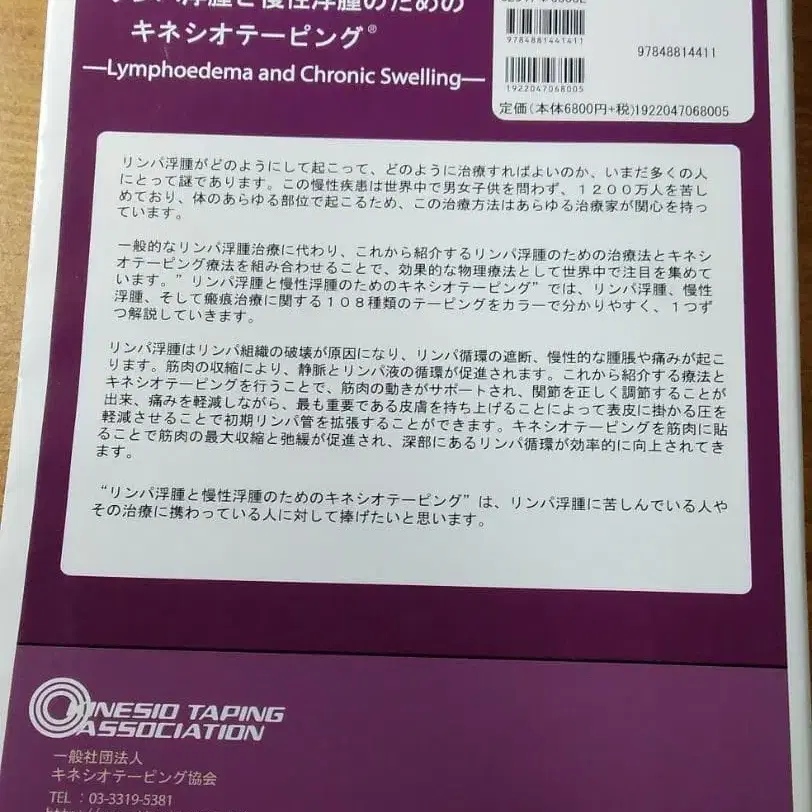 リンパ浮腫と慢性浮腫のための
キネシオテーピング®
—Lymphoedema and Chronic Swelling—
9784881441411
97848814411
1922047068005
定価(本体6800円+税)1922047068005
リンパ浮腫がどのようにして起こって、どのように治療すればよいのか、いまだ多くの人
にとって謎であります。この慢性疾患は世界中で男女子供を問わず、1200万人を苦し
めており、体のあらゆる部位で起こるため、この治療方法はあらゆる治療家が関心を持っ
ています。
一般的なリンパ浮腫治療に代わり、これから紹介するリンパ浮腫のための治療法とキネシ
オテーピング療法を組み合わせることで、効果的な物理療法として世界中で注目を集めて
います。”リンパ浮腫と慢性浮腫のためのキネシオテーピング”では、リンパ浮腫、慢性
浮腫、そして瘢痕治療に関する108種類のテーピングをカラーで分かりやすく、1つず
つ解説していきます。
リンパ浮腫はリンパ組織の破壊が原因になり、リンパ循環の遮断、慢性的な腫脹や痛みが起こ
ります。筋肉の収縮により、静脈とリンパ液の循環が促進されます。これから紹介する療法と
キネシオテーピングを行うことで、筋肉の動きがサポートされ、関節を正しく調節することが
出来、痛みを軽減しながら、最も重要である皮膚を持ち上げることによって表皮に掛かる圧を
軽減させることで初期リンパ管を拡張することができます。キネシオテーピングを筋肉に貼
ることで筋肉の最大収縮と弛緩が促進され、深部にあるリンパ循環が効率的に向上されてき
ます。
“リンパ浮腫と慢性浮腫のためのキネシオテーピング”は、リンパ浮腫に苦しんでいる人や
その治療に携わっている人に対して捧げたいと思います。
KINESIO TAPING
ASSOCIATION
一般社団法人
キネシオテーピング協会
TEL：03-3319-5381